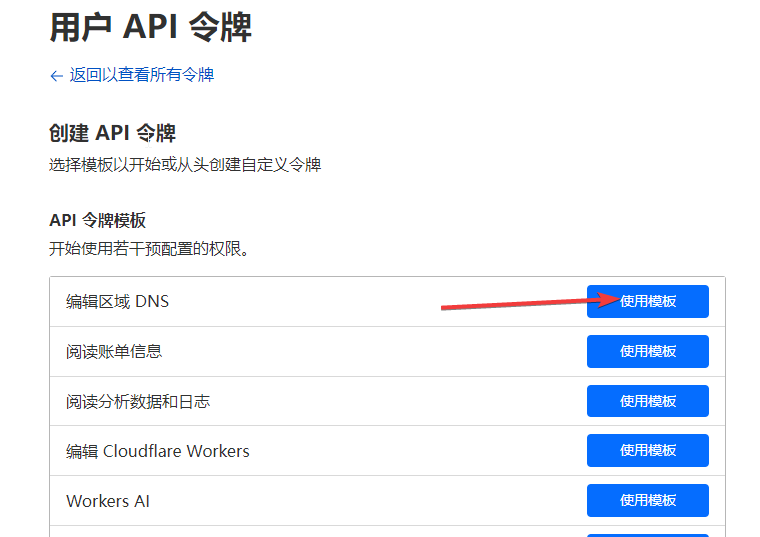 用户 API 令牌
← 返回以查看所有令牌
创建 API 令牌
选择模板以开始或从头创建自定义令牌
API 令牌模板
开始使用若干预配置的权限。
编辑区域 DNS 使用模板
阅读账单信息 使用模板
阅读分析数据和日志 使用模板
编辑 Cloudflare Workers 使用模板
Workers AI 使用模板